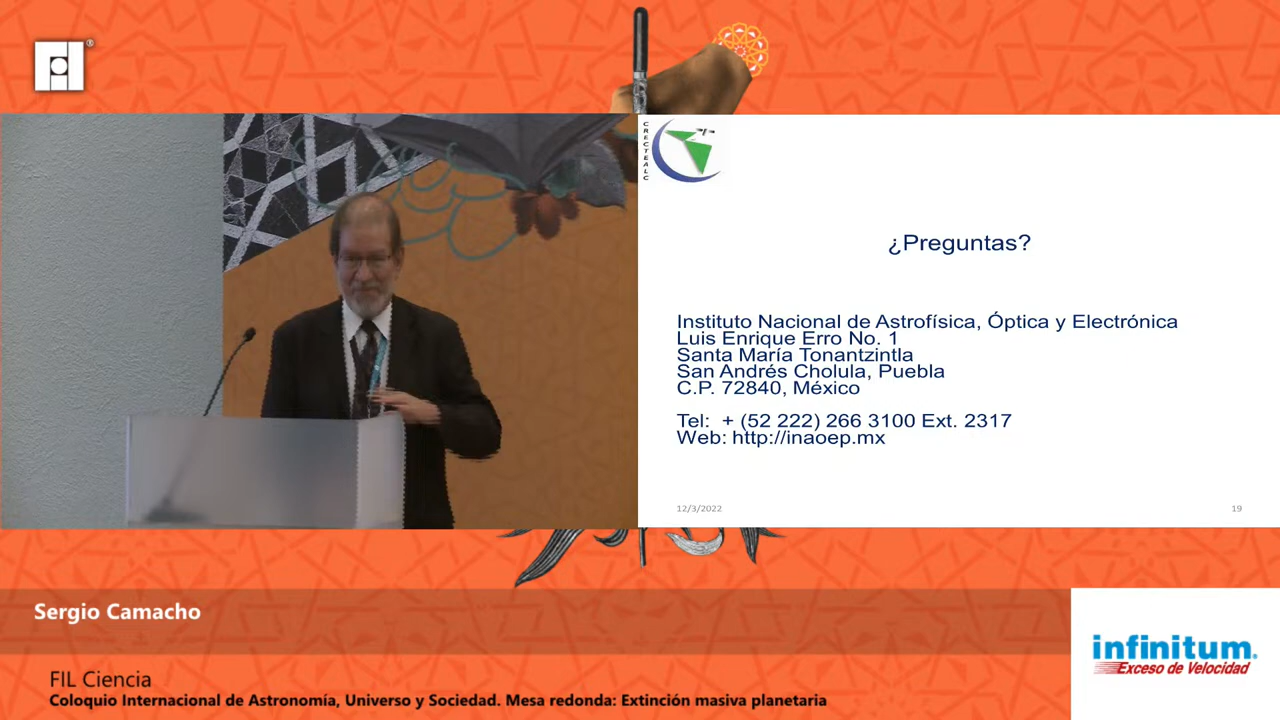 FIL
®
CRECTEALC
¿Preguntas?
Instituto Nacional de Astrofísica, Óptica y Electrónica
Luis Enrique Erro No. 1
Santa María Tonantzintla
San Andrés Cholula, Puebla
C.P. 72840, México
Tel:  + (52 222) 266 3100 Ext. 2317
Web: http://inaoep.mx
12/3/2022
19
Sergio Camacho
FIL Ciencia
Coloquio Internacional de Astronomía, Universo y Sociedad. Mesa redonda: Extinción masiva planetaria
infinitum.
Exceso de Velocidad